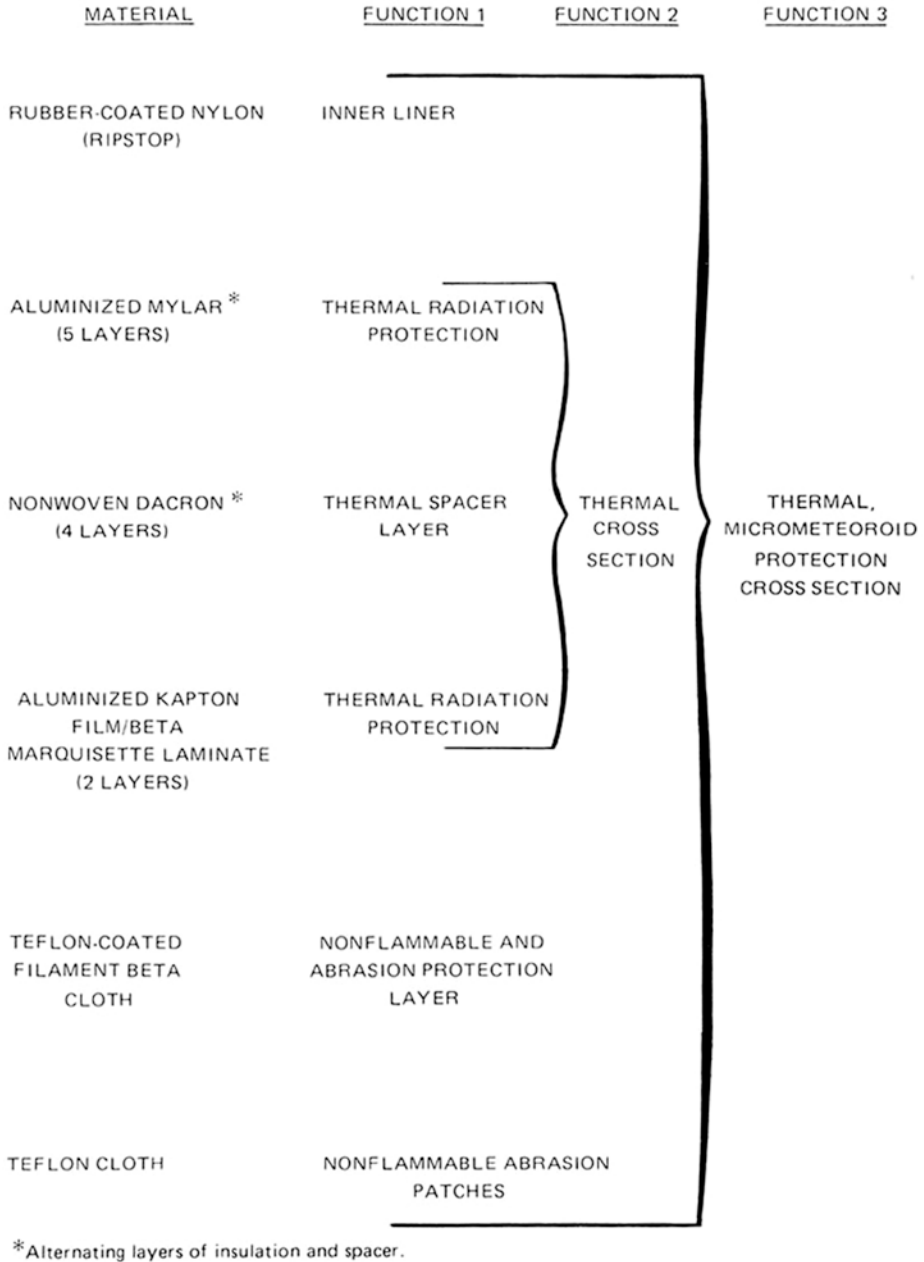 MATERIAL FUNCTION 1 FUNCTION 2 FUNCTION 3
RUBBER-COATED NYLON INNER LINER
(RIPSTOP)
ALUMINIZED MYLAR * THERMAL RADIATION
(5 LAYERS) PROTECTION
NONWOVEN DACRON * THERMAL SPACER THERMAL THERMAL,
(4 LAYERS) LAYER CROSS MICROMETEOROID
SECTION PROTECTION
CROSS SECTION
ALUMINIZED KAPTON THERMAL RADIATION
FILM/BETA PROTECTION
MARQUISETTE LAMINATE
(2 LAYERS)
TEFLON-COATED NONFLAMMABLE AND
FILAMENT BETA ABRASION PROTECTION
CLOTH LAYER
TEFLON CLOTH NONFLAMMABLE ABRASION
PATCHES
*Alternating layers of insulation and spacer.